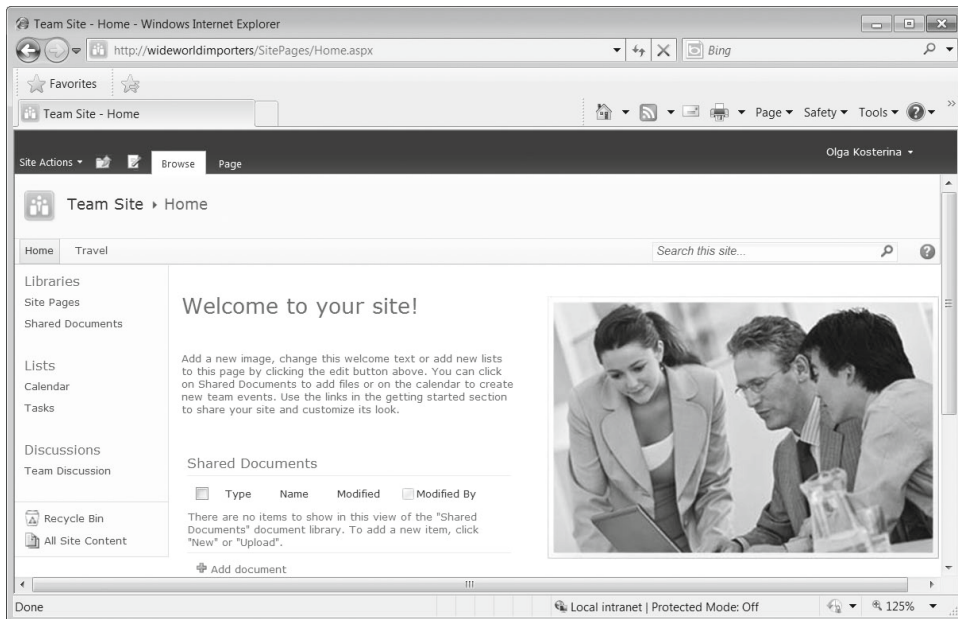 Team Site - Home - Windows Internet Explorer
http://wideworldimporters/SitePages/Home.aspx
Bing
Favorites
Team Site - Home
Page Safety Tools
Site Actions Browse Page Olga Kosterina
Team Site Home
Home Travel Search this site...
Libraries
Site Pages
Shared Documents
Lists
Calendar
Tasks
Discussions
Team Discussion
Recycle Bin
All Site Content
Welcome to your site!
Add a new image, change this welcome text or add new lists
to this page by clicking the edit button above. You can click
on Shared Documents to add files or on the calendar to create
new team events. Use the links in the getting started section
to share your site and customize its look.
Shared Documents
Type Name Modified Modified By
There are no items to show in this view of the "Shared
Documents" document library. To add a new item, click
"New" or "Upload".
Add document
Done Local intranet | Protected Mode: Off 125%